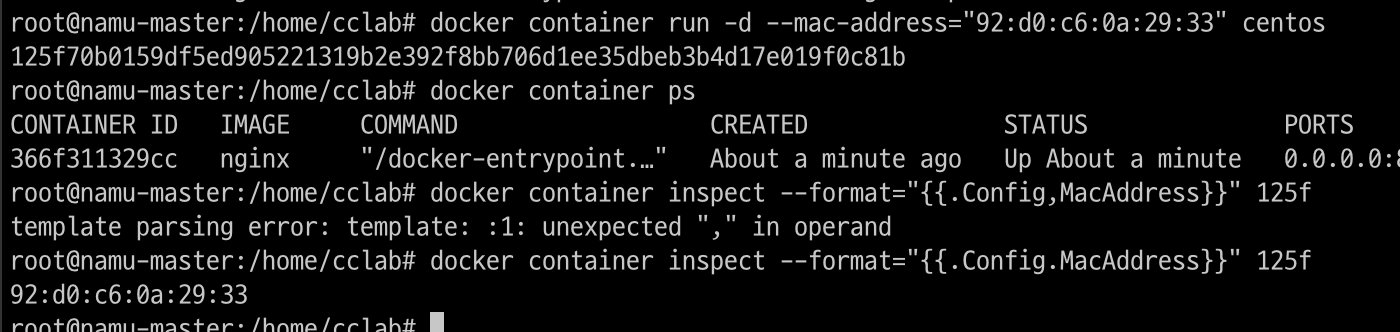 root@namu-master:/home/cclab# docker container run -d --mac-address="92:d0:c6:0a:29:33" centos
125f70b0159df5ed905221319b2e392f8bb706d1ee35dbeb3b4d17e019f0c81b
root@namu-master:/home/cclab# docker container ps
CONTAINER ID   IMAGE     COMMAND                  CREATED              STATUS              PORTS
366f311329cc   nginx     "/docker-entrypoint.…"   About a minute ago   Up About a minute   0.0.0.0:8
root@namu-master:/home/cclab# docker container inspect --format="{{.Config,MacAddress}}" 125f
template parsing error: template: :1: unexpected "," in operand
root@namu-master:/home/cclab# docker container inspect --format="{{.Config.MacAddress}}" 125f
92:d0:c6:0a:29:33
root@namu-master:/home/cclab#